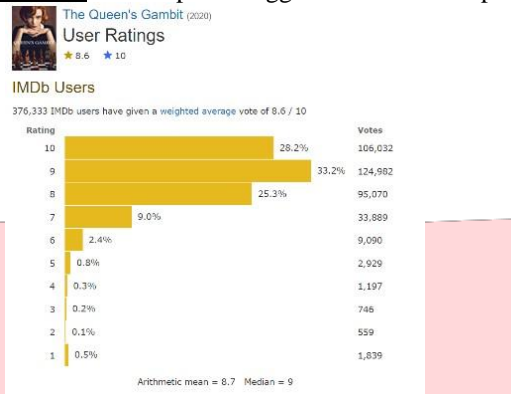 The Queen's Gambit (2020)
User Ratings
8.6 10
IMDb Users
376,333 IMDb users have given a weighted average vote of 8.6 / 10
Rating Votes
10 28.2% 106,032
9 33.2% 124,982
8 25.3% 95,070
7 9.0% 33,889
6 2.4% 9,090
5 0.8% 2,929
4 0.3% 1,197
3 0.2% 746
2 0.1% 559
1 0.5% 1,839
Arithmetic mean = 8.7 Median = 9